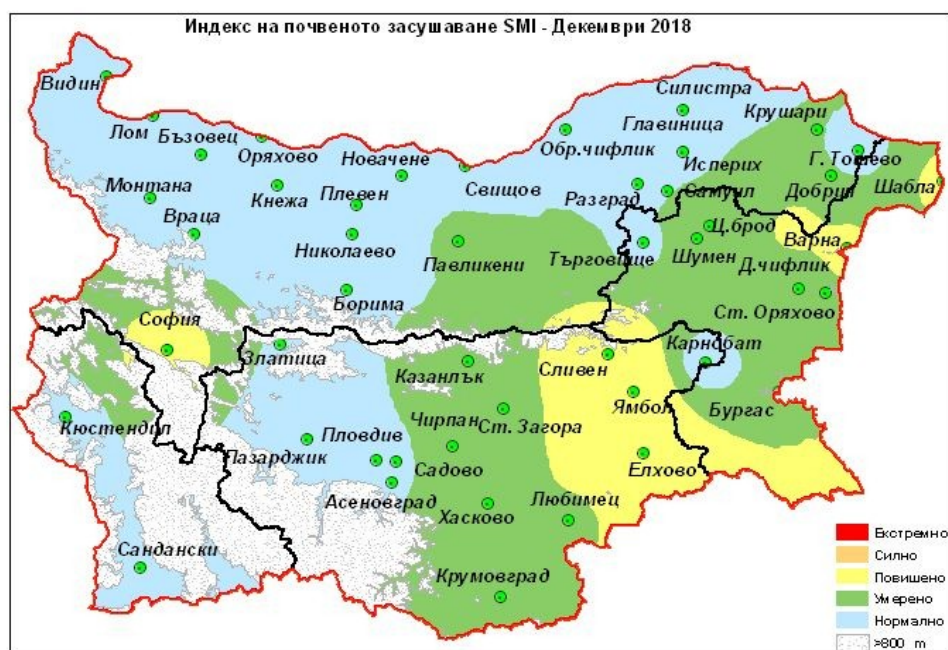 Индекс на почвеното засушаване SMI - Декември 2018
Видин
Силистра
Лом
Крушари
Бъзовец
Главиница
Оряхово
Новачене
Обр.чифлик
Исперих
Г. Тошево
Монтана
Кнежа
Плевен
Свищов
Разград
Самуил
Добрич
Шабла
Враца
Ц.брод
Николаево
Павликени
Търговище
Шумен
Варна
Д.чифлик
Борима
София
Ст. Оряхово
Златица
Казанлък
Сливен
Карнобат
Ямбол
Кюстендил
Чирпан
Ст. Загора
Бургас
Пазарджик
Пловдив
Садово
Елхово
Асеновград
Хасково
Любимец
Сандански
Крумовград
Екстремно
Силно
Повишено
Умерено
Нормално
>800 m